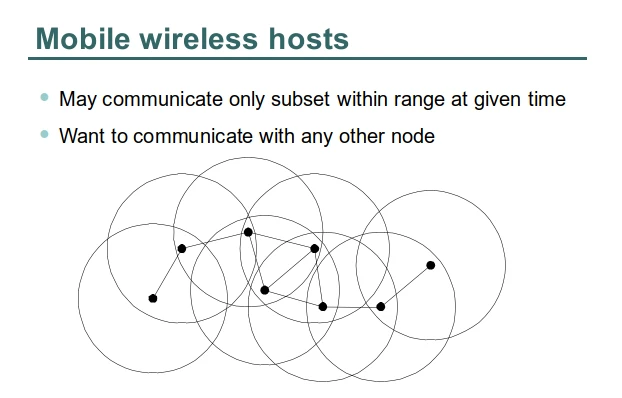 Mobile wireless hosts
May communicate only subset within range at given time
Want to communicate with any other node